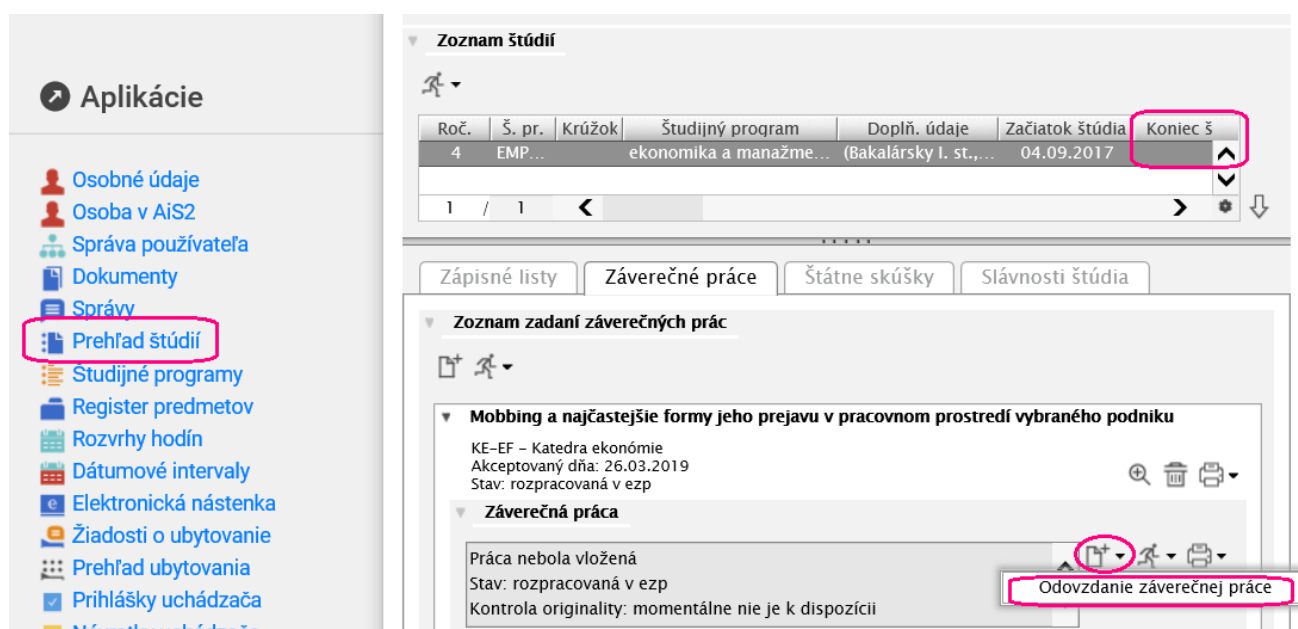 Aplikácie
Osobné údaje
Osoba v AiS2
Správa používateľa
Dokumenty
Správy
Prehľad štúdií
Študijné programy
Register predmetov
Rozvrhy hodín
Dátumové intervaly
Elektronická nástenka
Žiadosti o ubytovanie
Prehľad ubytovania
Prihlášky uchádzača
Zoznam štúdií
Roč. Š. pr. Krúžok Študijný program Doplň. údaje Začiatok štúdia Koniec š
4 EMP... ekonomika a manažme... (Bakalársky I. st.,... 04.09.2017
1 / 1
Zápisné listy Záverečné práce Štátne skúšky Slávnosti štúdia
Zoznam zadaní záverečných prác
Mobbing a najčastejšie formy jeho prejavu v pracovnom prostredí vybraného podniku
KE-EF – Katedra ekonómie
Akceptovaný dňa: 26.03.2019
Stav: rozpracovaná v ezp
Záverečná práca
Práca nebola vložená
Stav: rozpracovaná v ezp
Odovzdanie záverečnej práce
Kontrola originality: momentálne nie je k dispozícii